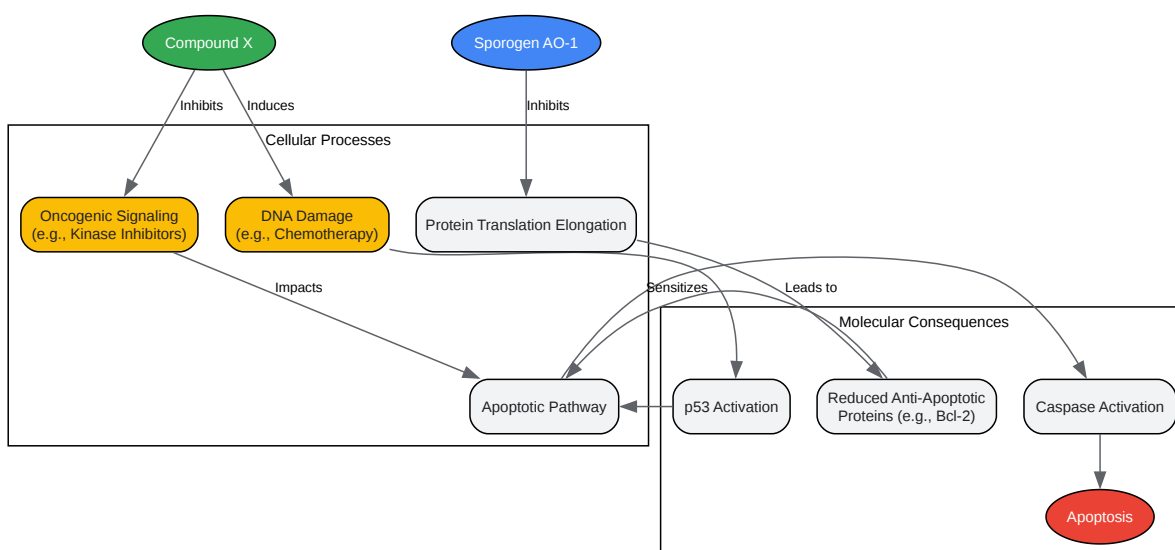 Compound X
Sporogen AO-1
Inhibits
Induces
Inhibits
Cellular Processes
Oncogenic Signaling
(e.g., Kinase Inhibitors)
DNA Damage
(e.g., Chemotherapy)
Protein Translation Elongation
Impacts
Sensitizes
Leads to
Molecular Consequences
Apoptotic Pathway
p53 Activation
Reduced Anti-Apoptotic
Proteins (e.g., Bcl-2)
Caspase Activation
Apoptosis